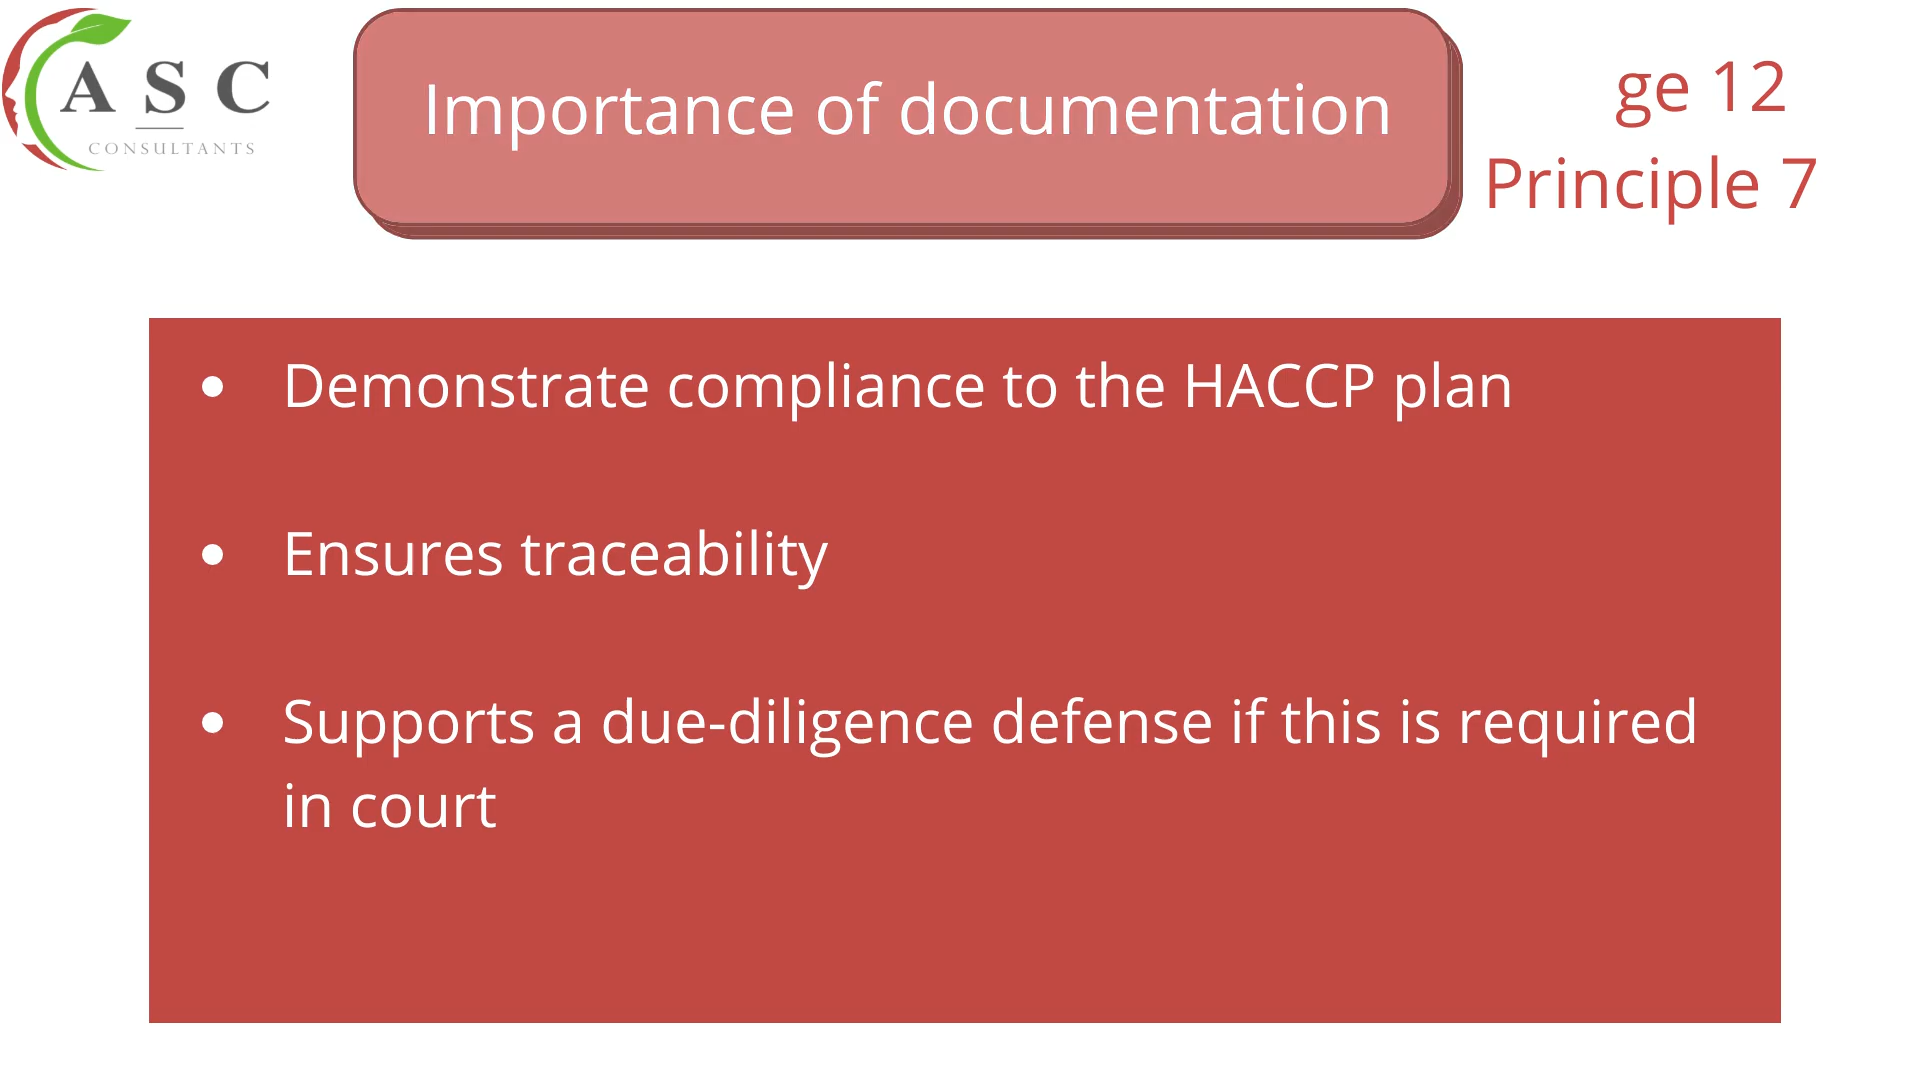 A S C
CONSULTANTS
Importance of documentation
ge 12
Principle 7
• Demonstrate compliance to the HACCP plan
• Ensures traceability
• Supports a due-diligence defense if this is required
in court